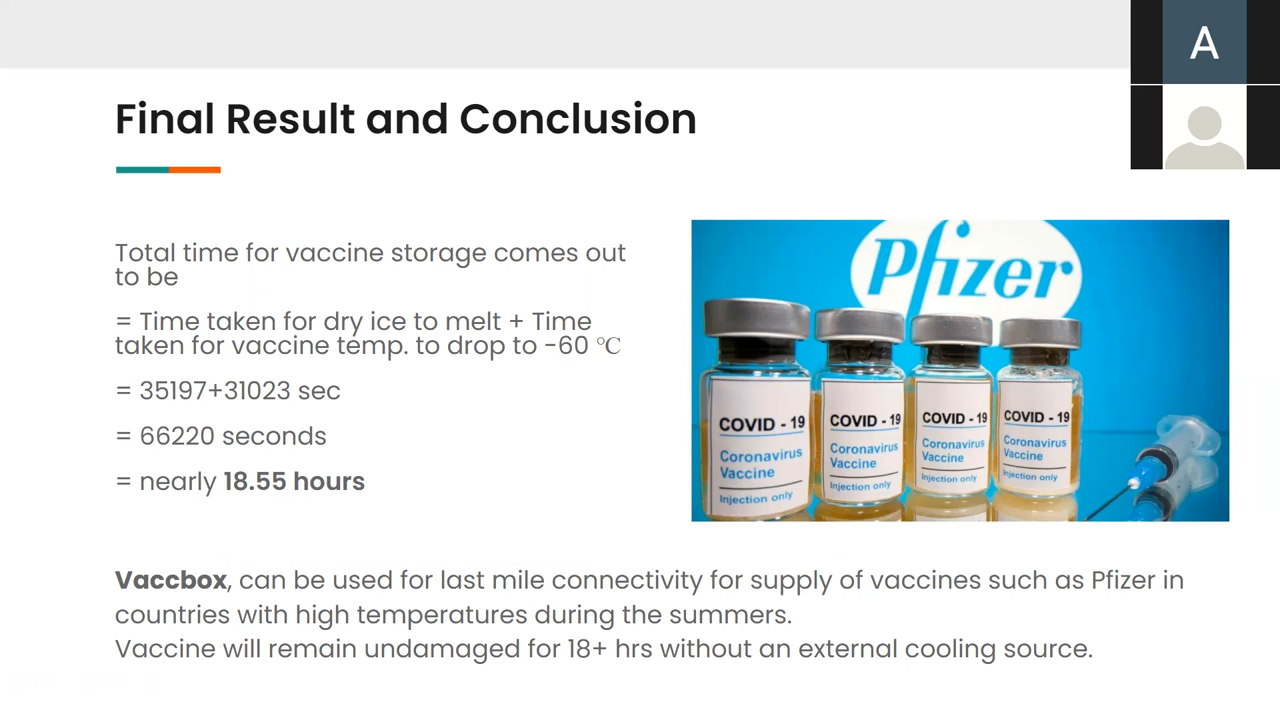 A
Final Result and Conclusion
Total time for vaccine storage comes out
to be
= Time taken for dry ice to melt + Time
taken for vaccine temp. to drop to -60 °C
= 35197+31023 sec
= 66220 seconds
= nearly 18.55 hours
Pfizer
COVID - 19
Coronavirus
Vaccine
Injection only
COVID - 19
Coronavirus
Vaccine
Injection only
COVID - 19
Coronavirus
Vaccine
Injection only
COVID - 19
Coronavirus
Vaccine
Injection only
Vaccbox, can be used for last mile connectivity for supply of vaccines such as Pfizer in
countries with high temperatures during the summers.
Vaccine will remain undamaged for 18+ hrs without an external cooling source.